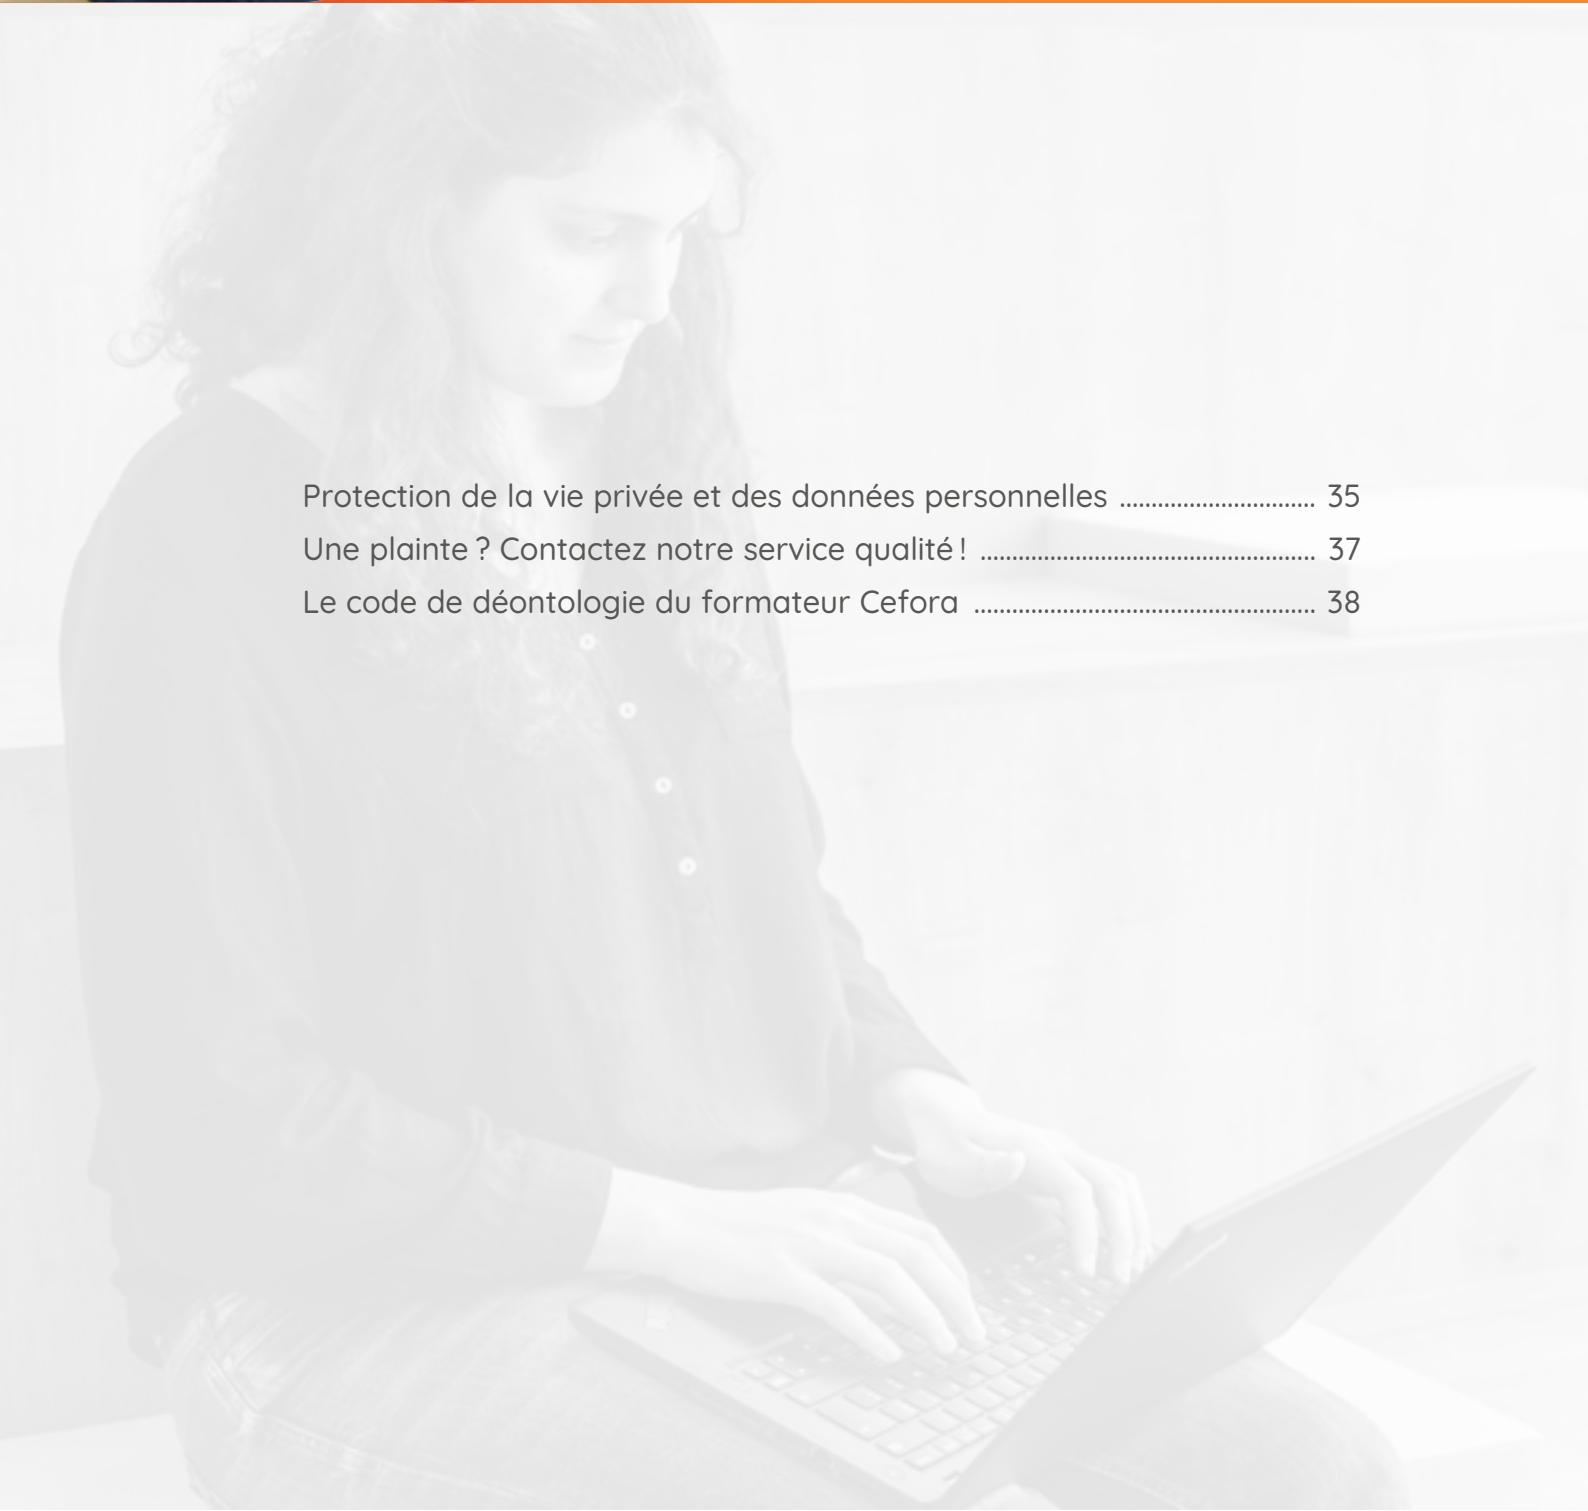 Protection de la vie privée et des données personnelles ............................... 35
Une plainte ? Contactez notre service qualité ! ..................................................... 37
Le code de déontologie du formateur Cefora ...................................................... 38